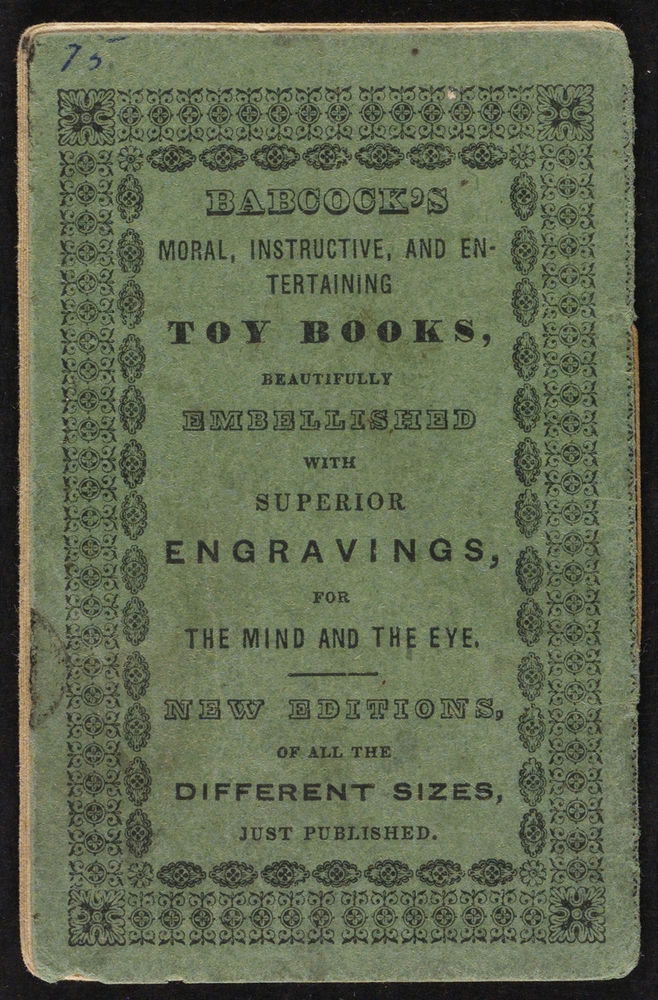 75
BABCOCK'S
MORAL, INSTRUCTIVE, AND EN-
TERTAINING
TOY BOOKS,
BEAUTIFULLY
EMBELLISHED
WITH
SUPERIOR
ENGRAVINGS,
FOR
THE MIND AND THE EYE.
NEW EDITIONS,
OF ALL THE
DIFFERENT SIZES,
JUST PUBLISHED.